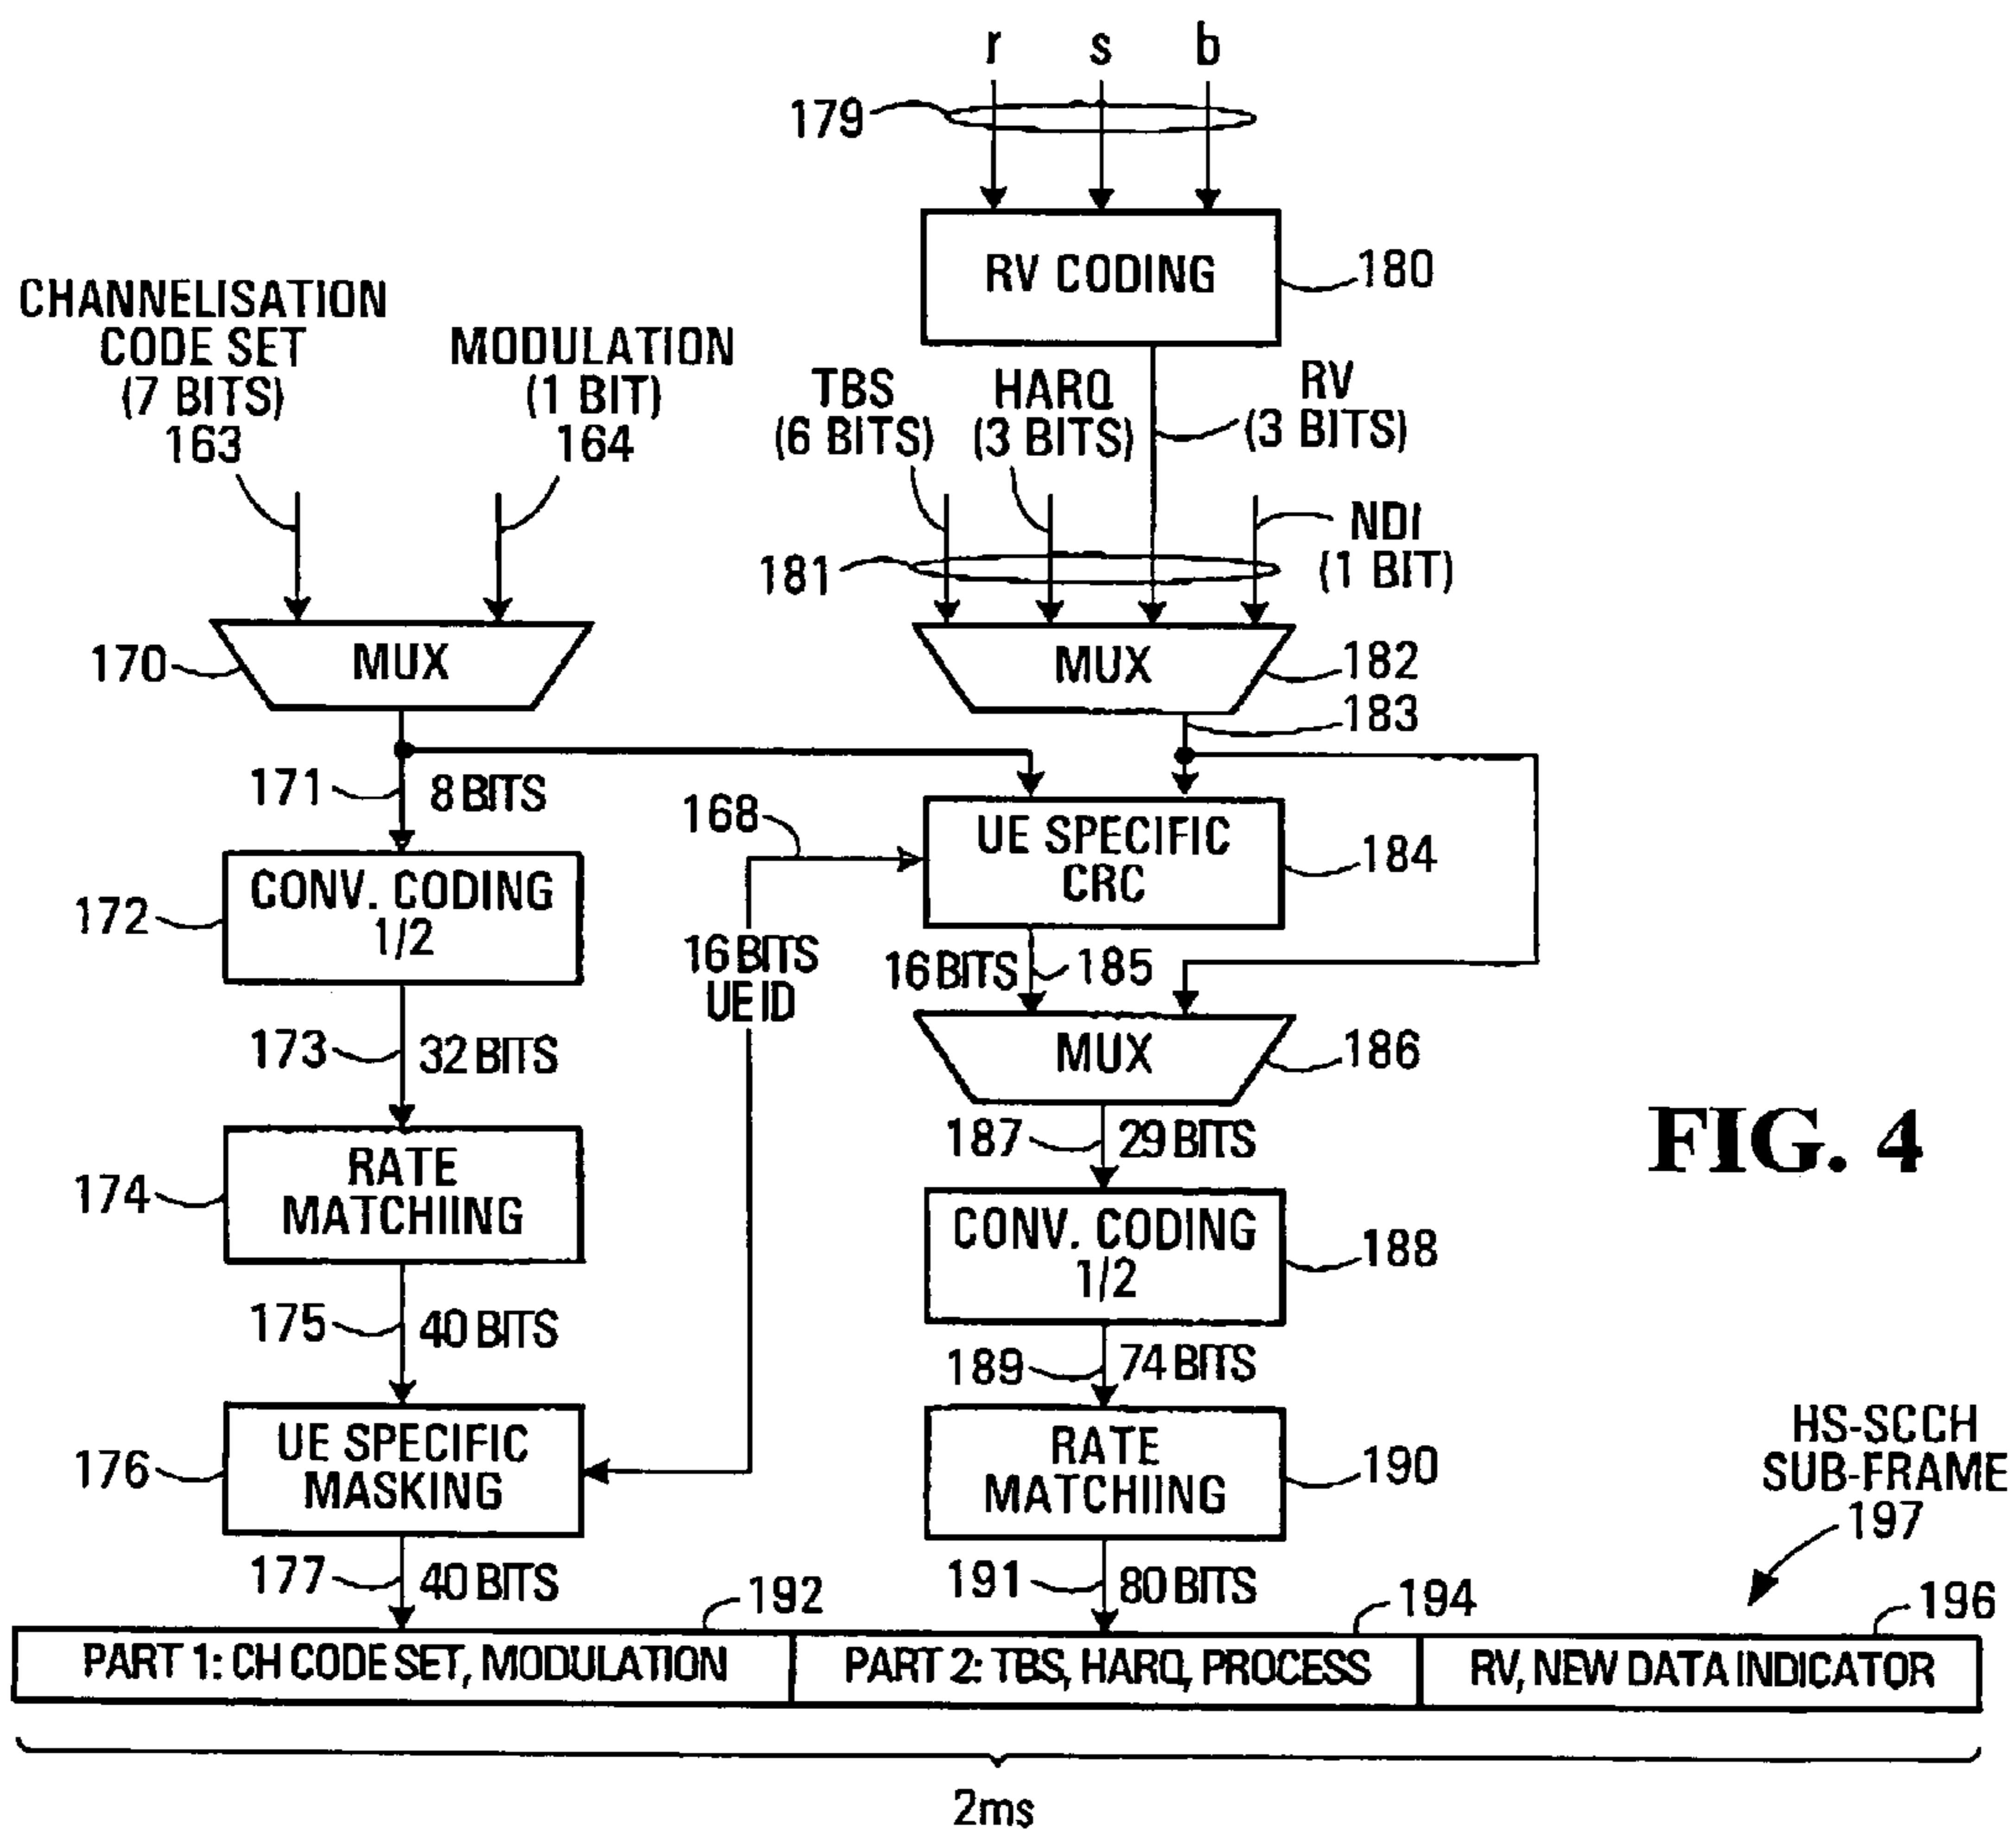 r s b
179
RV CODING
180
CHANNELISATION
CODE SET
(7 BITS)
163
MODULATION
(1 BIT)
164
TBS
(6 BITS)
HARQ
(3 BITS)
RV
(3 BITS)
NDI
(1 BIT)
181
170
MUX
MUX
182
183
171
8 BITS
168
UE SPECIFIC
CRC
184
172
CONV. CODING
1/2
16 BITS
UE ID
16 BITS
185
173
32 BITS
MUX
186
187
29 BITS
FIG. 4
174
RATE
MATCHIING
CONV. CODING
1/2
188
175
40 BITS
189
74 BITS
176
UE SPECIFIC
MASKING
RATE
MATCHIING
190
HS-SCCH
SUB-FRAME
197
177
40 BITS
191
80 BITS
192
194
196
PART 1: CH CODE SET, MODULATION
PART 2: TBS, HARQ, PROCESS
RV, NEW DATA INDICATOR
2ms